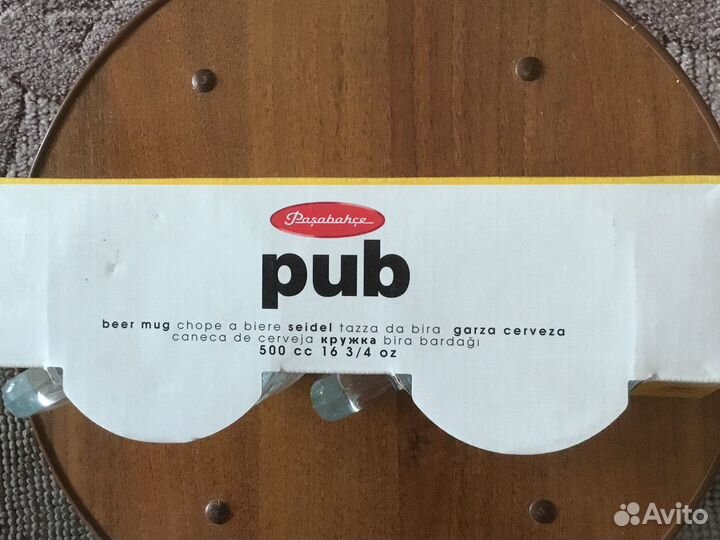 Paşabahçe
pub
beer mug chope a biere seidel tazza da bira garza cerveza
caneca de cerveja кружка bira bardağı
500 cc 16 3/4 oz
Avito